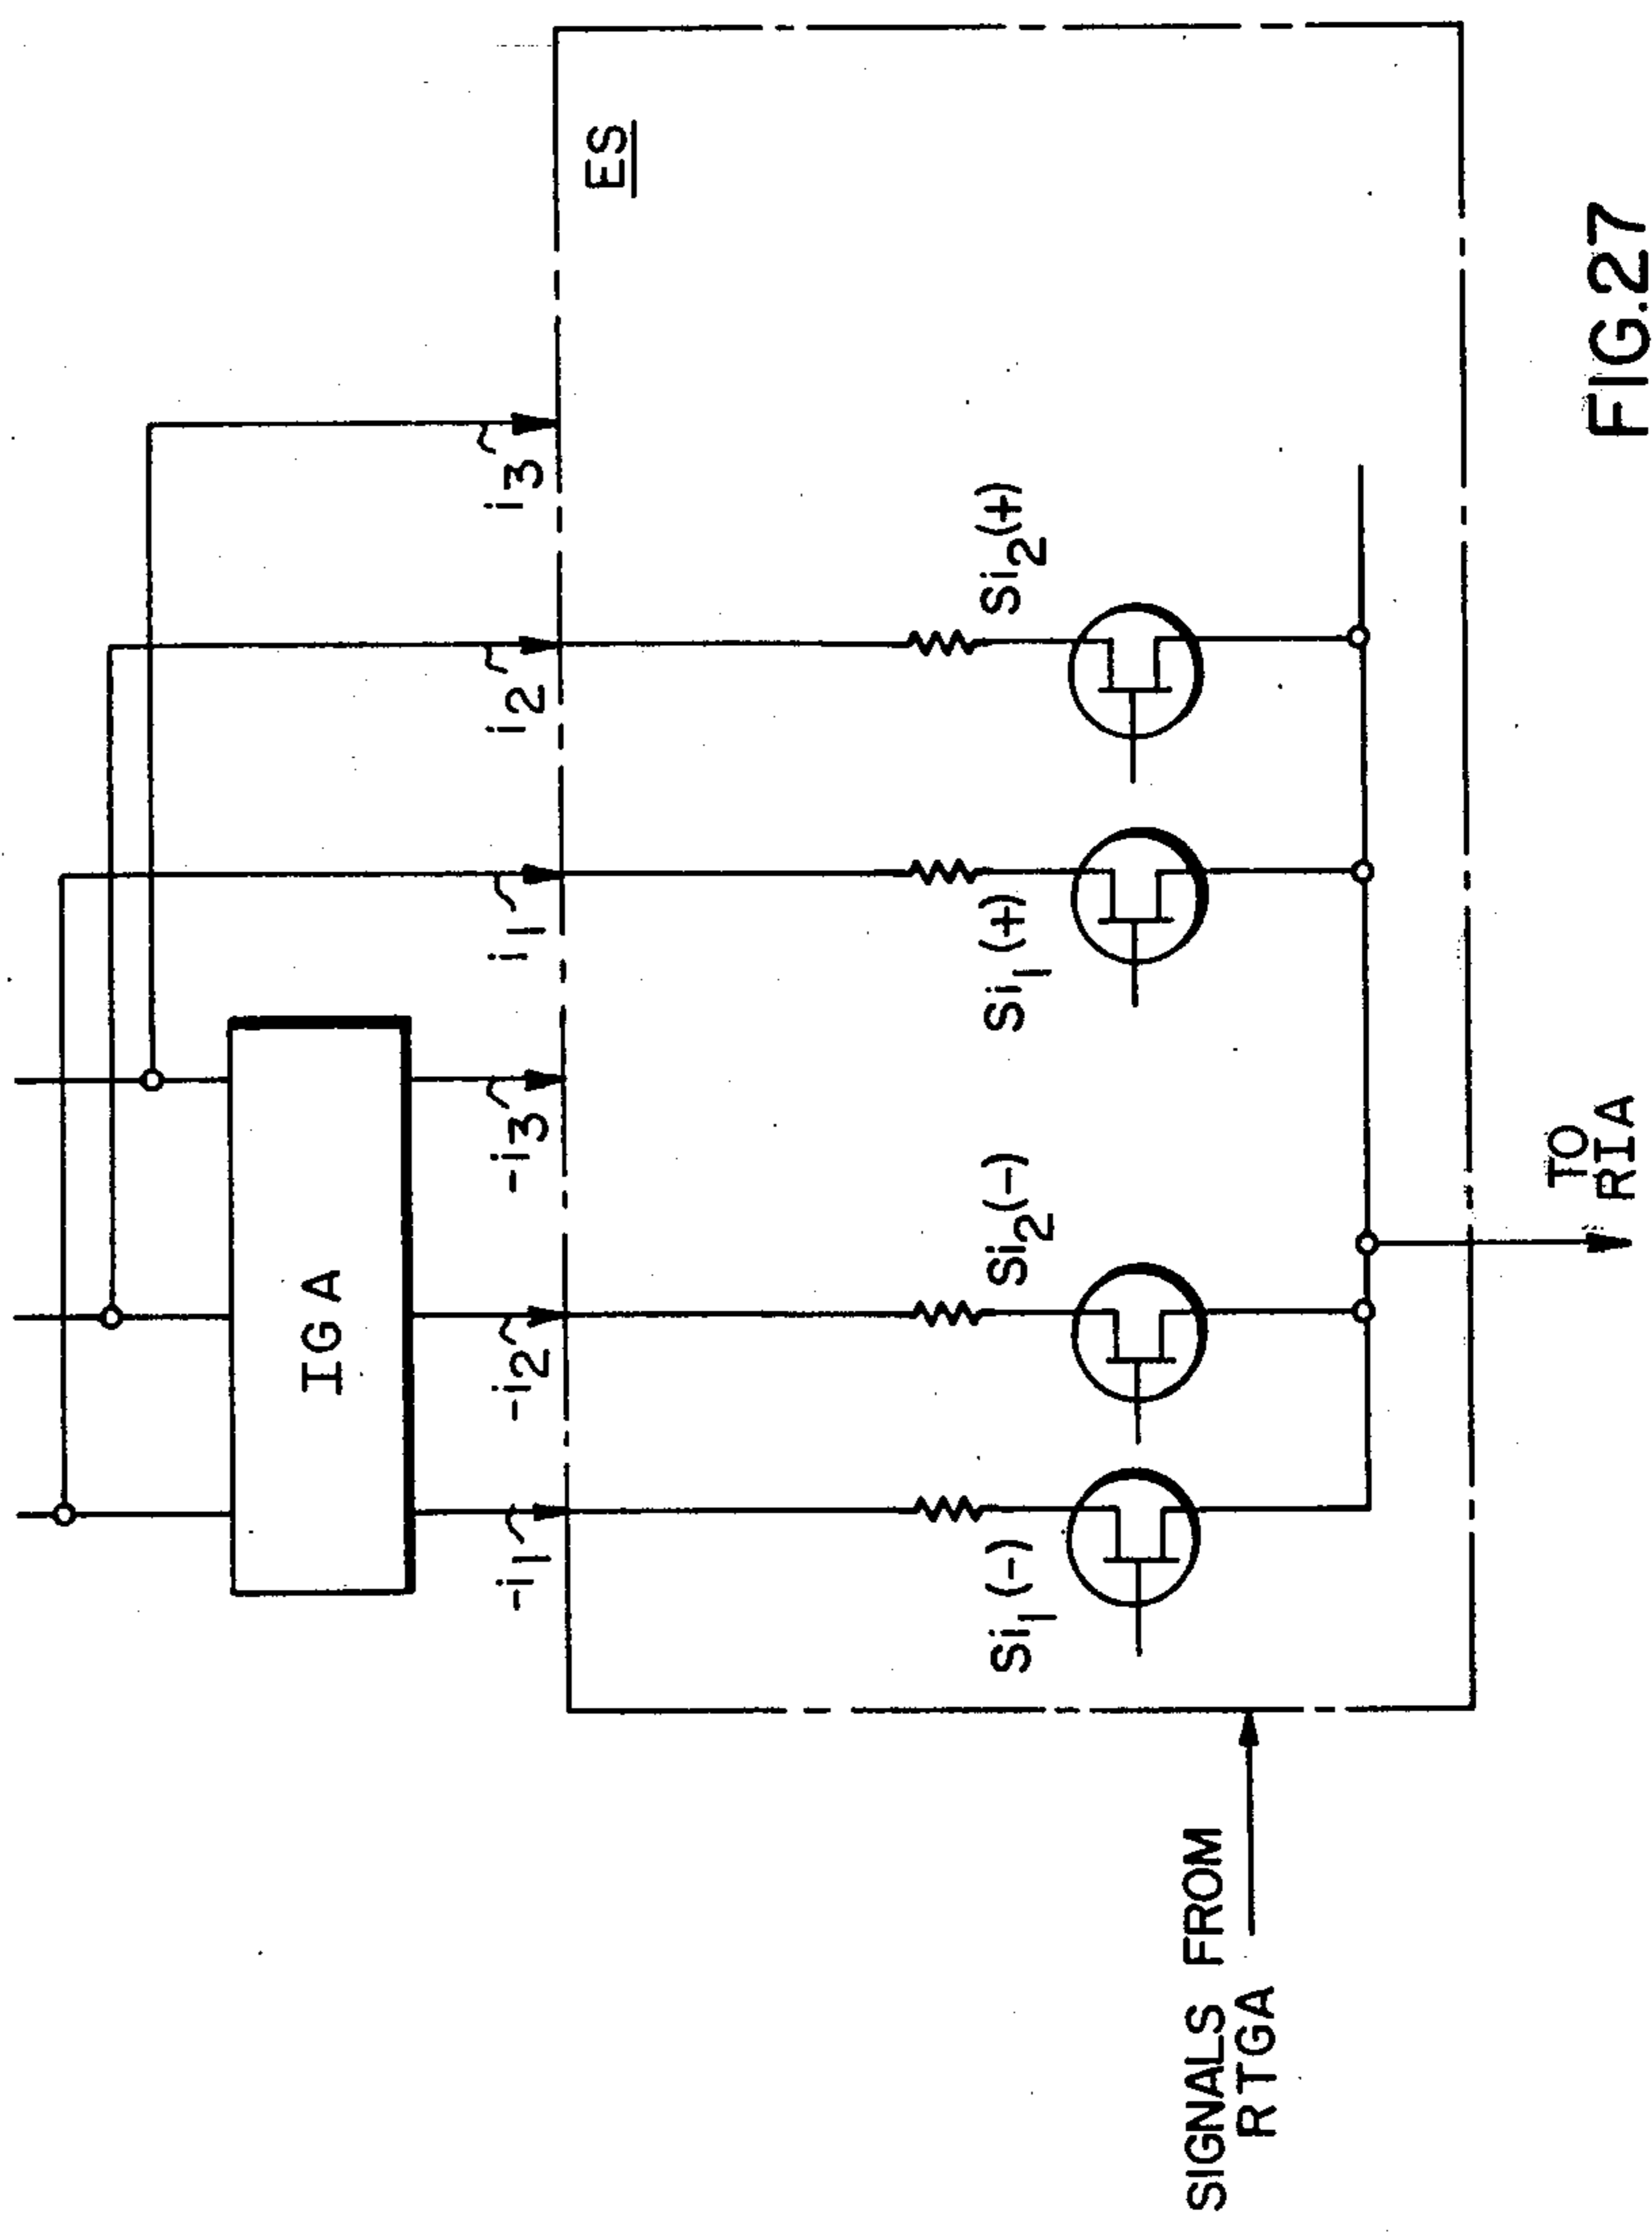 IGA
-i1
-i2
-i3
i1
i2
i3
ES
Si1(-)
Si2(-)
Si1(+)
Si2(+)
SIGNALS FROM
RTGA
TO
RIA
FIG.27